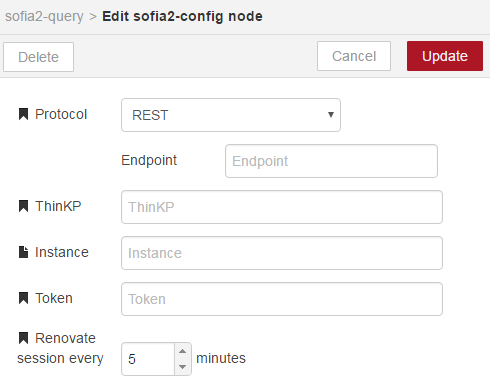 sofia2-query > Edit sofia2-config node
Delete Cancel Update
Protocol REST
Endpoint Endpoint
ThinKP ThinKP
Instance Instance
Token Token
Renovate
session every 5 minutes